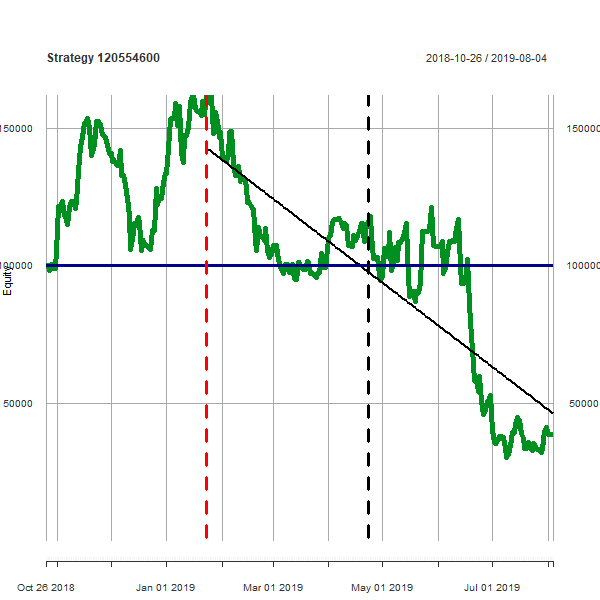 Strategy 120554600
2018-10-26 / 2019-08-04
150000
150000
100000
100000
Equity
50000
50000
Oct 26 2018
Jan 01 2019
Mar 01 2019
May 01 2019
Jul 01 2019